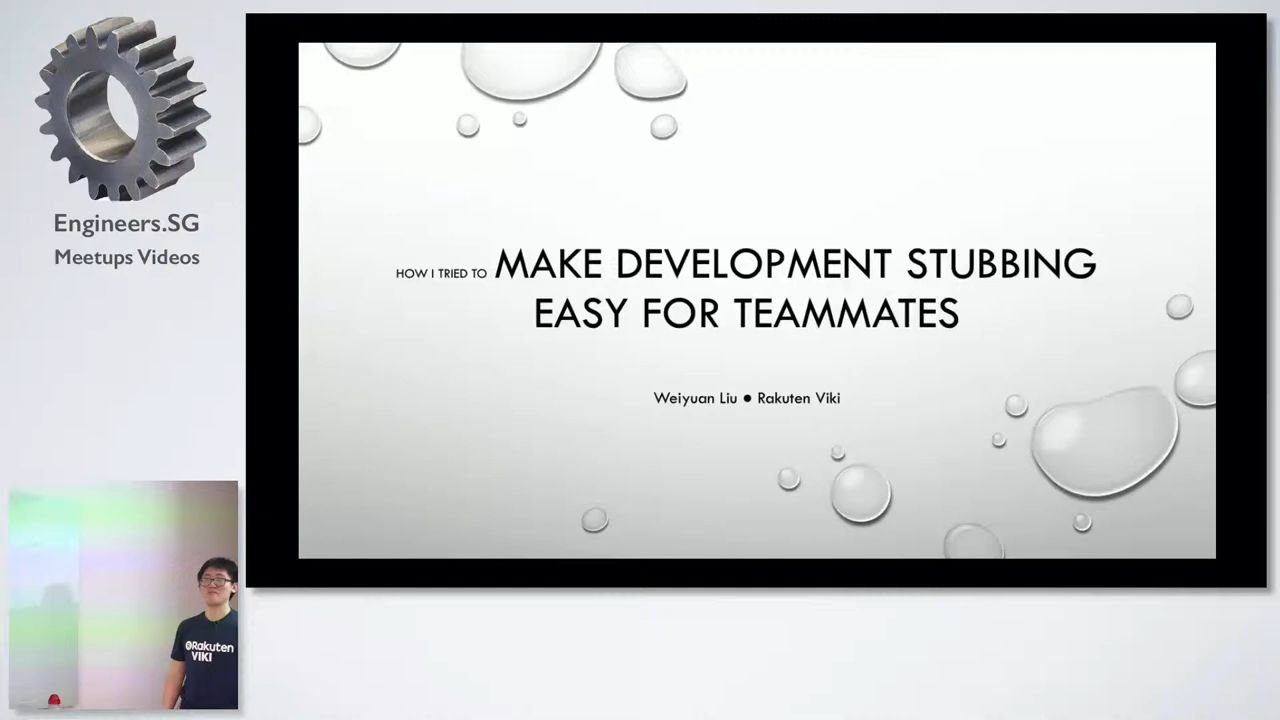 Engineers.SG
Meetups Videos
HOW I TRIED TO MAKE DEVELOPMENT STUBBING
EASY FOR TEAMMATES
Weiyuan Liu ● Rakuten Viki
Rakuten
VIKI